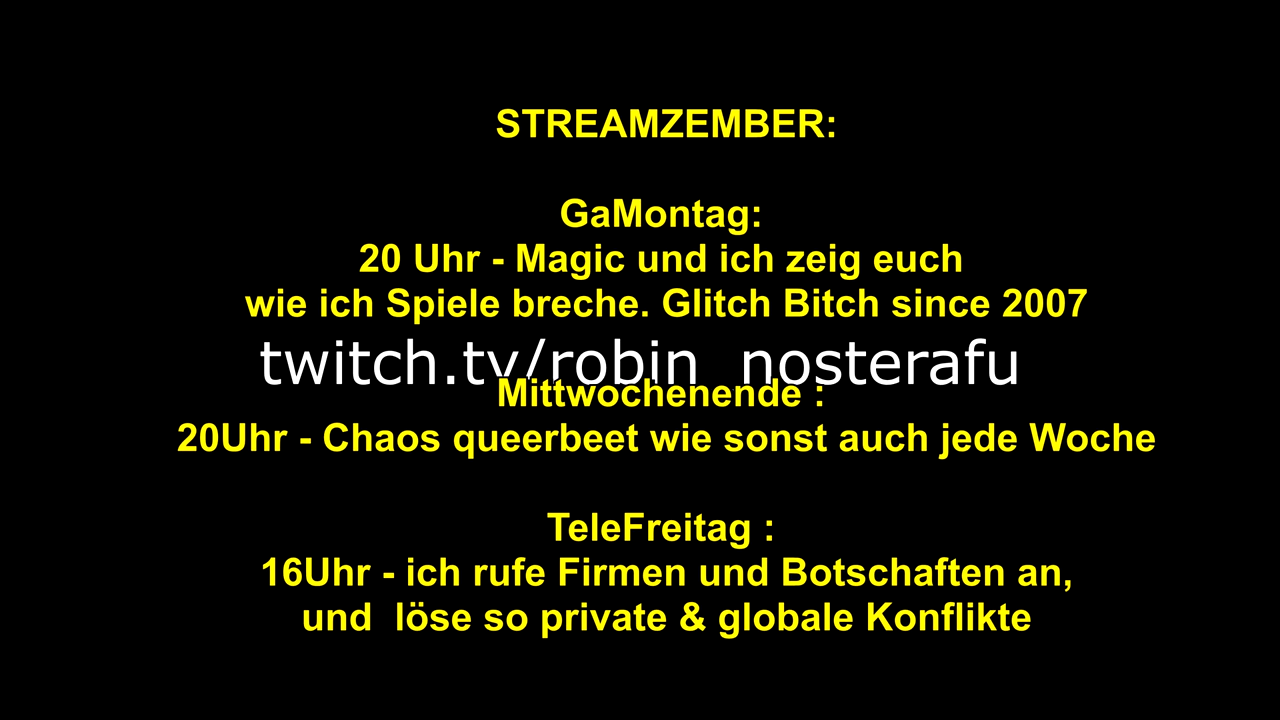 STREAMZEMBER:
GaMontag:
20 Uhr - Magic und ich zeig euch
wie ich Spiele breche. Glitch Bitch since 2007
twitch.tv/robin_nosterafu
Mittwochenende :
20Uhr - Chaos queerbeet wie sonst auch jede Woche
TeleFreitag :
16Uhr - ich rufe Firmen und Botschaften an,
und  löse so private & globale Konflikte